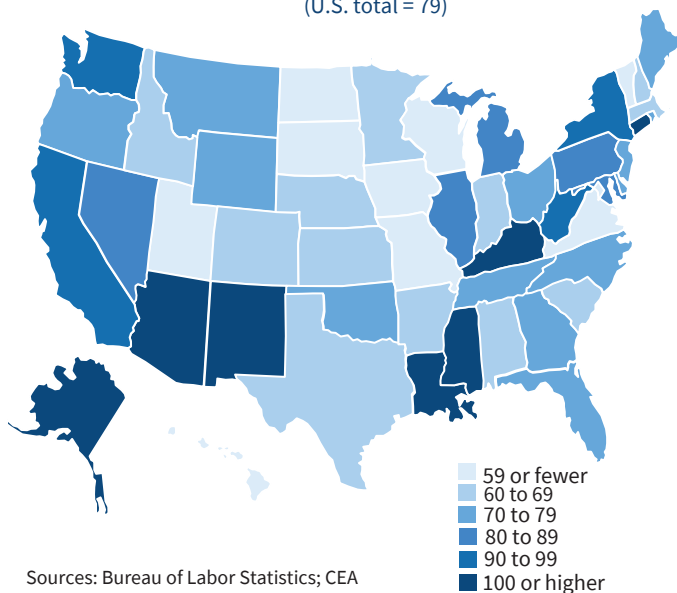 (U.S. total = 79)
59 or fewer
60 to 69
70 to 79
80 to 89
90 to 99
100 or higher
Sources: Bureau of Labor Statistics; CEA